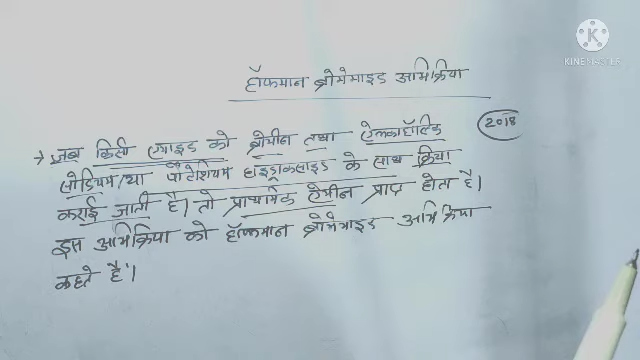 KINEMASTER
हॉफमान ब्रोमेमाइड अभिक्रिया
2018
→ जब किसी एमाइड को ब्रोमीन तथा ऐल्कोहॉलिक
सोडियम/या पोटेशियम हाइड्राक्साइड के साथ क्रिया
कराई जाती है। तो प्राथमिक ऐमीन प्राप्त होता है।
इस अभिक्रिया को हॉफमान ब्रोमेमाइड अभिक्रिया
कहते है।